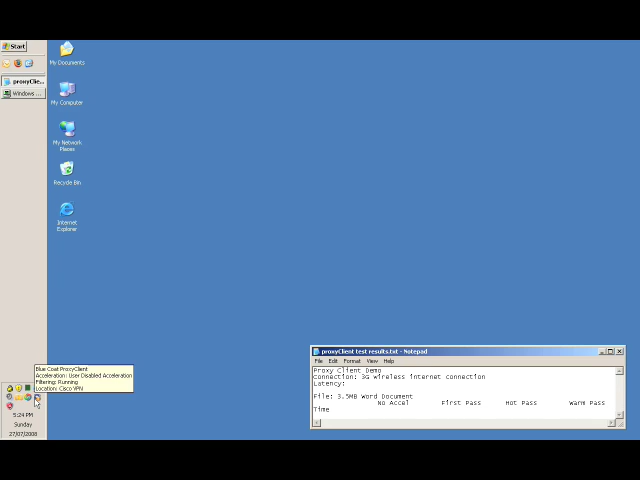 Start
proxyClie...
Windows ...
My Documents
My Computer
My Network
Places
Recycle Bin
Internet
Explorer
Blue Coat ProxyClient
Acceleration: User Disabled Acceleration
Filtering: Running
Location: Cisco VPN
9:24 PM
Sunday
27/07/2008
proxyClient test results.txt - Notepad
File Edit Format View Help
Proxy Client Demo
Connection: 3G wireless internet connection
Latency:
File: 3.5MB Word Document
No Accel First Pass Hot Pass Warm Pass
Time